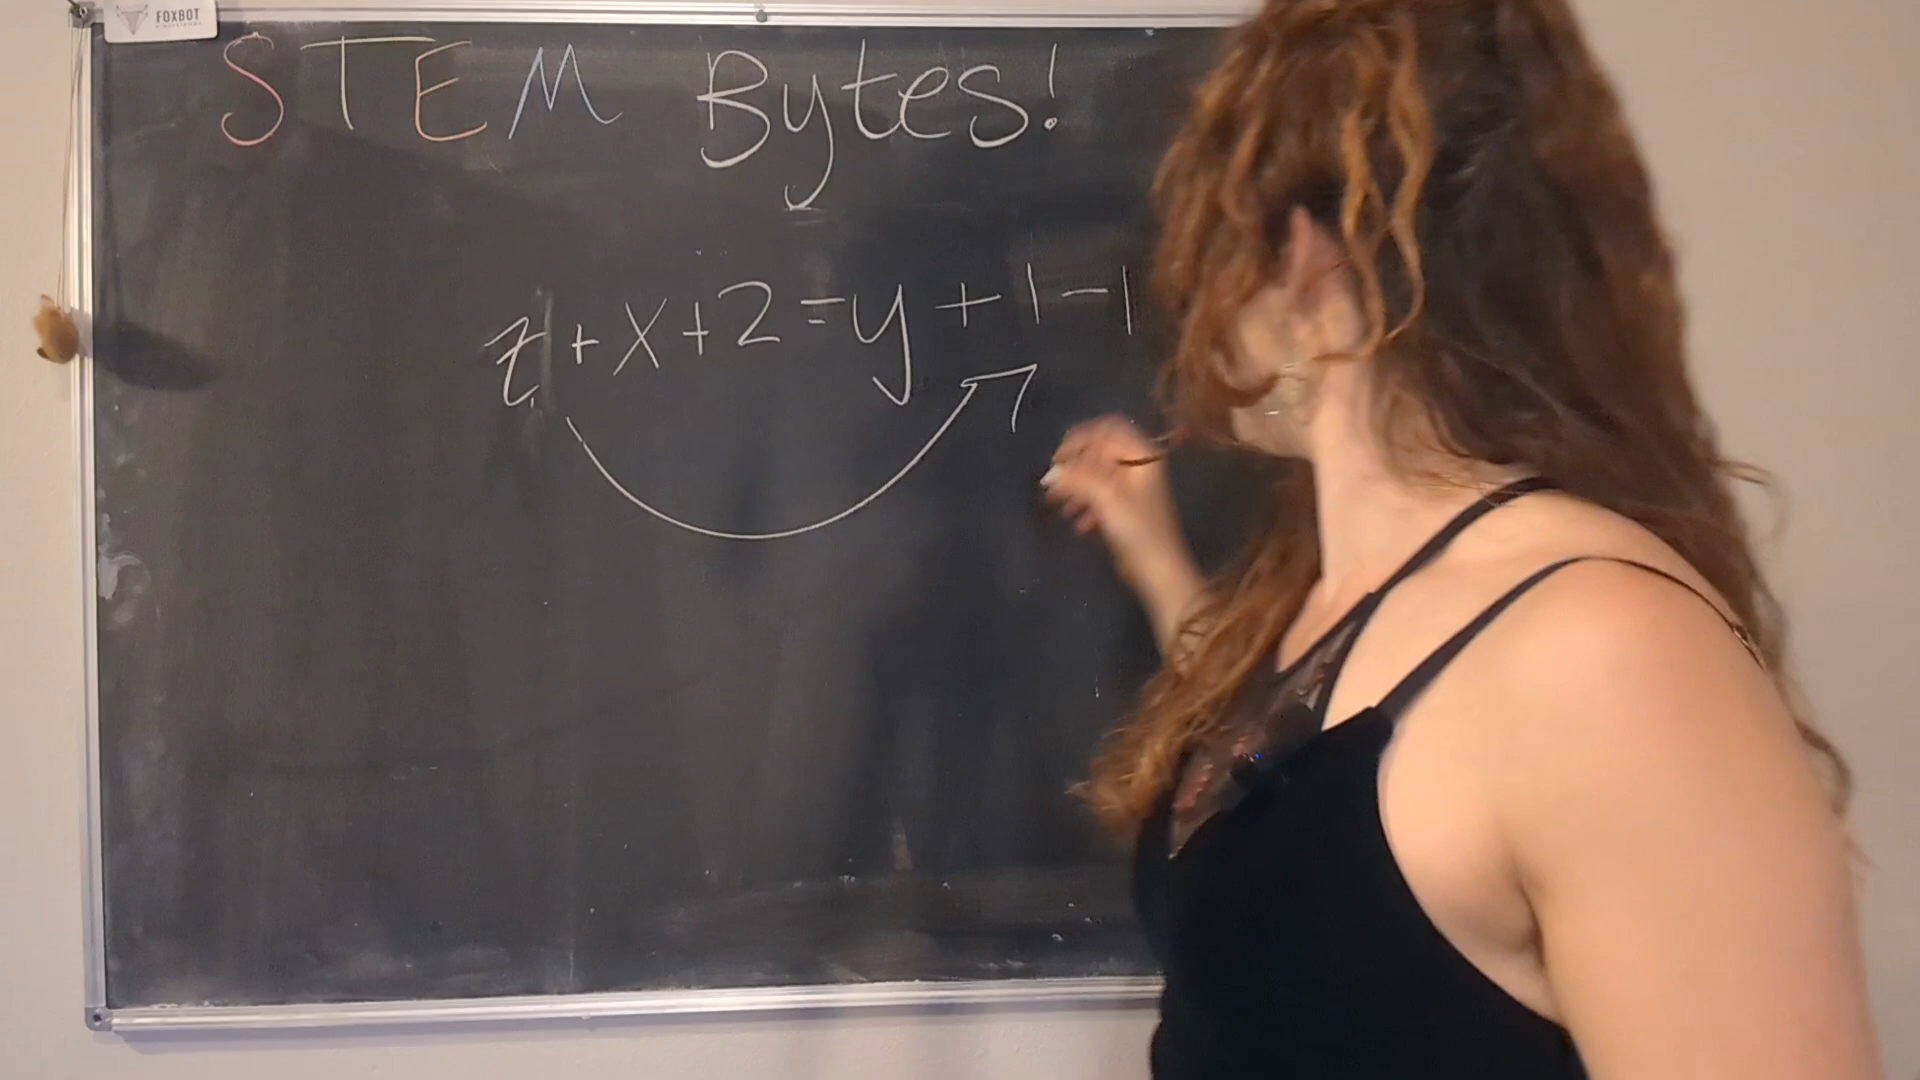 FOXBOT
STEM Bytes!
z + x + 2 = y + 1 - 1